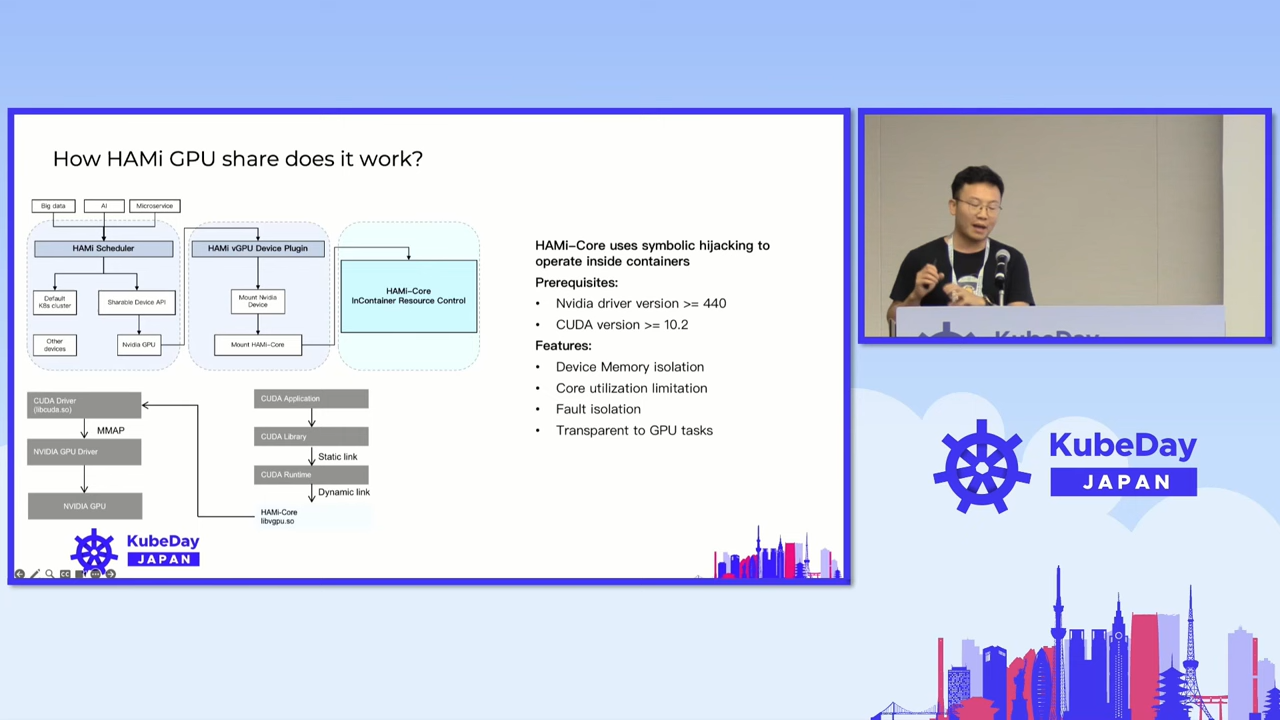 How HAMi GPU share does it work?
Big data
AI
Microservice
HAMi Scheduler
HAMi vGPU Device Plugin
Default
K8s cluster
Sharable Device API
Other
devices
Nvidia GPU
Mount Nvidia
Device
Mount HAMi-Core
HAMi-Core
InContainer Resource Control
CUDA Driver
(libcuda.so)
MMAP
NVIDIA GPU Driver
NVIDIA GPU
CUDA Application
CUDA Library
Static link
CUDA Runtime
Dynamic link
HAMi-Core
libvgpu.so
HAMi-Core uses symbolic hijacking to
operate inside containers
Prerequisites:
• Nvidia driver version >= 440
• CUDA version >= 10.2
Features:
• Device Memory isolation
• Core utilization limitation
• Fault isolation
• Transparent to GPU tasks
KubeDay
JAPAN
KubeDay
KubeDay
JAPAN